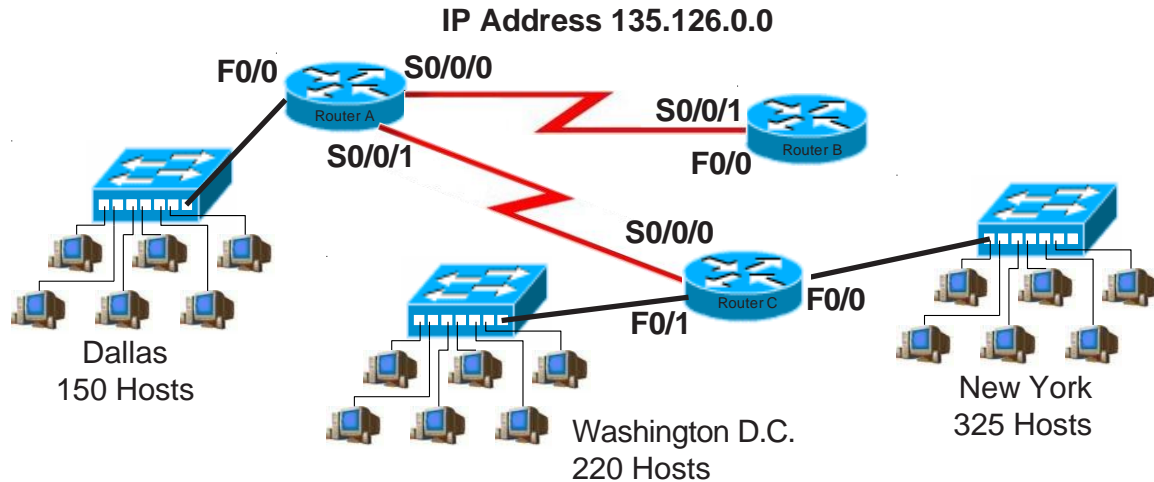 IP Address 135.126.0.0
F0/0
S0/0/0
Router A
S0/0/1
S0/0/1
Router B
F0/0
S0/0/0
Router C
F0/1
F0/0
Dallas
150 Hosts
Washington D.C.
220 Hosts
New York
325 Hosts